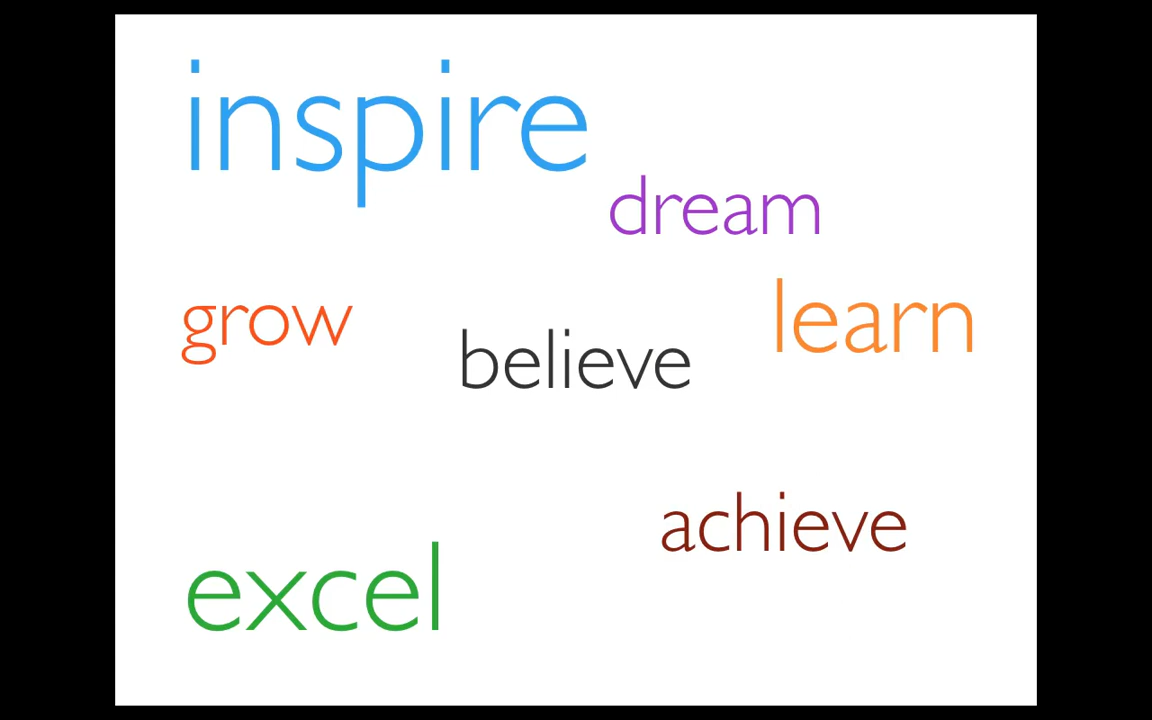 inspire
dream
grow
believe
learn
achieve
excel